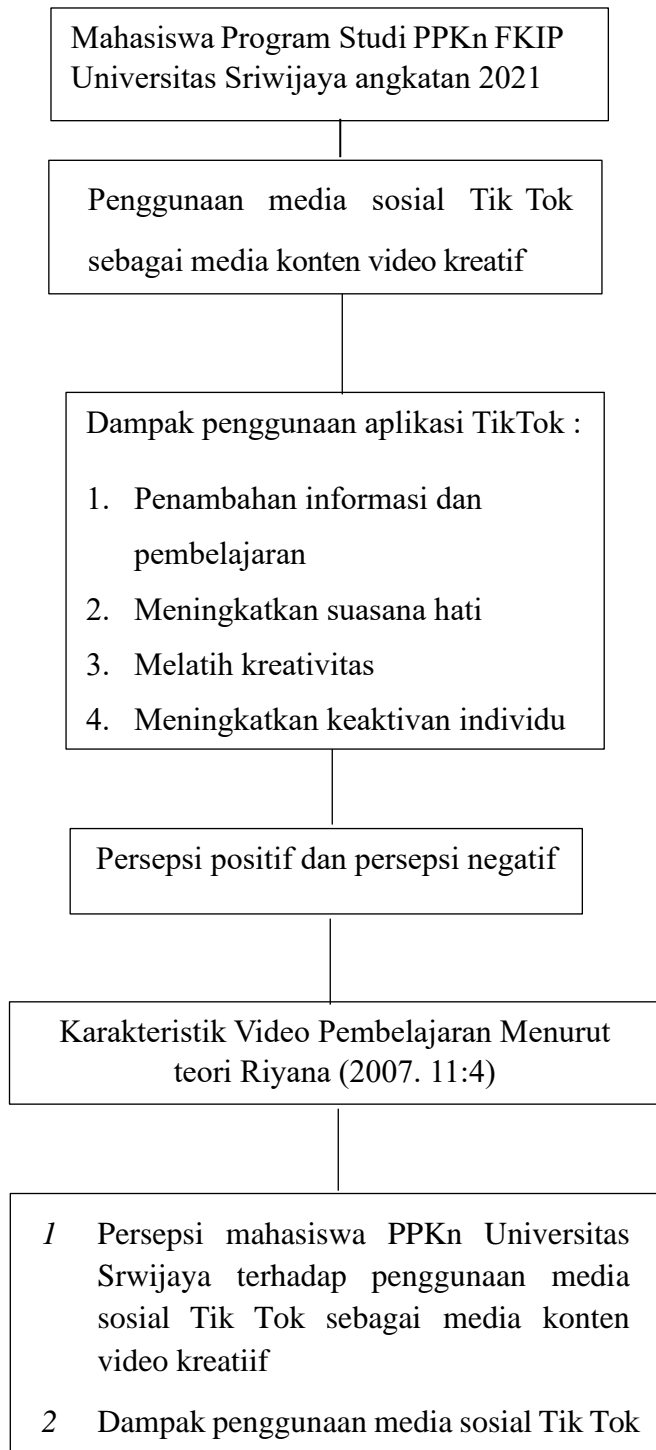 Mahasiswa Program Studi PPKn FKIP
Universitas Sriwijaya angkatan 2021
Penggunaan media sosial Tik Tok
sebagai media konten video kreatif
Dampak penggunaan aplikasi TikTok :
1. Penambahan informasi dan
pembelajaran
2. Meningkatkan suasana hati
3. Melatih kreativitas
4. Meningkatkan keaktivan individu
Persepsi positif dan persepsi negatif
Karakteristik Video Pembelajaran Menurut
teori Riyana (2007. 11:4)
1 Persepsi mahasiswa PPKn Universitas
Srwijaya terhadap penggunaan media
sosial Tik Tok sebagai media konten
video kreatiif
2 Dampak penggunaan media sosial Tik Tok